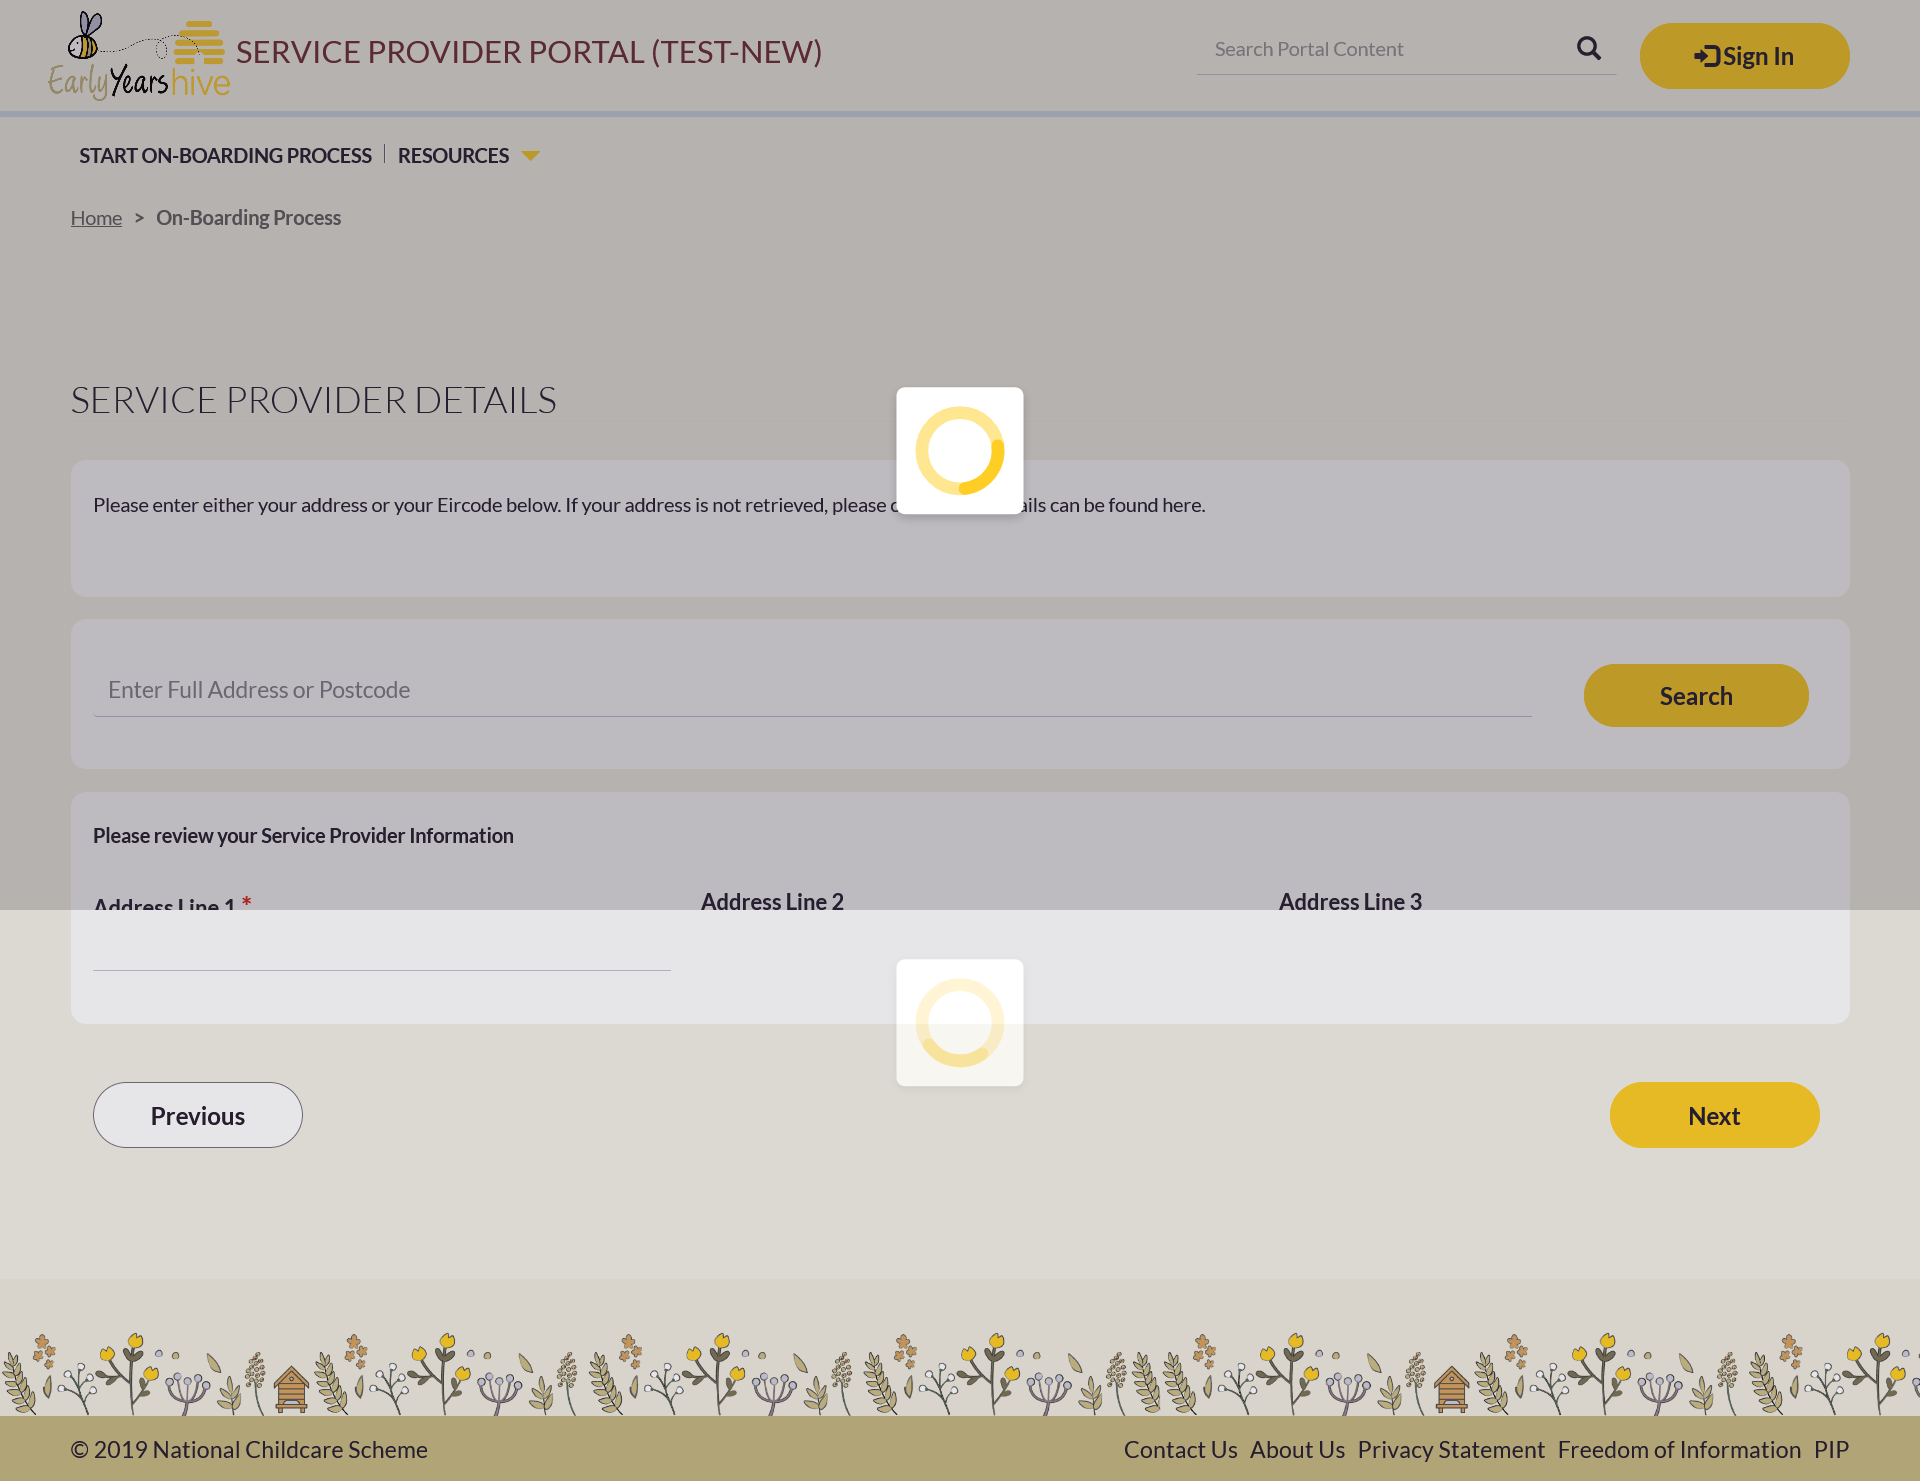 Early Years hive
SERVICE PROVIDER PORTAL (TEST-NEW)
Search Portal Content
Sign In
START ON-BOARDING PROCESS
RESOURCES
Home > On-Boarding Process
SERVICE PROVIDER DETAILS
Please enter either your address or your Eircode below. If your address is not retrieved, please can be found here.
Enter Full Address or Postcode
Search
Please review your Service Provider Information
Address Line 1 *
Address Line 2
Address Line 3
Previous
Next
© 2019 National Childcare Scheme
Contact Us About Us Privacy Statement Freedom of Information PIP